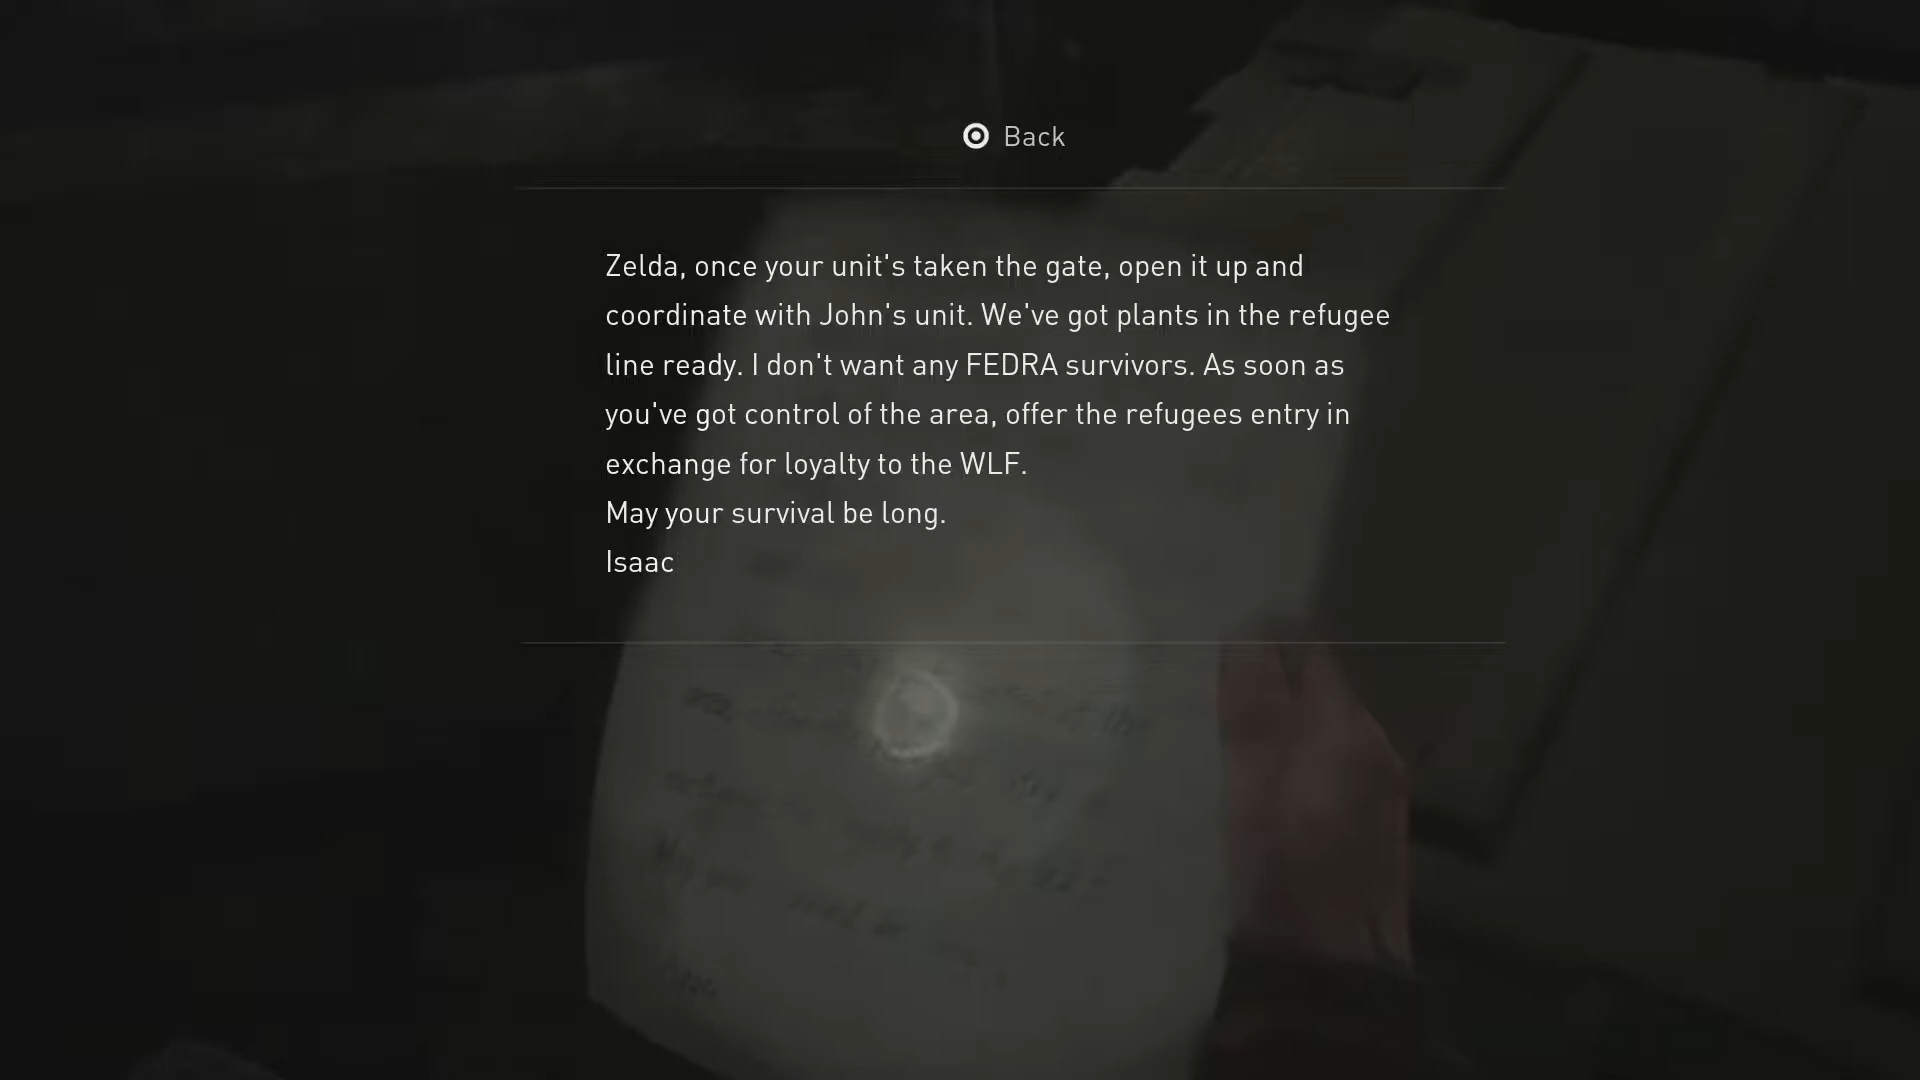 Back
Zelda, once your unit's taken the gate, open it up and
coordinate with John's unit. We've got plants in the refugee
line ready. I don't want any FEDRA survivors. As soon as
you've got control of the area, offer the refugees entry in
exchange for loyalty to the WLF.
May your survival be long.
Isaac